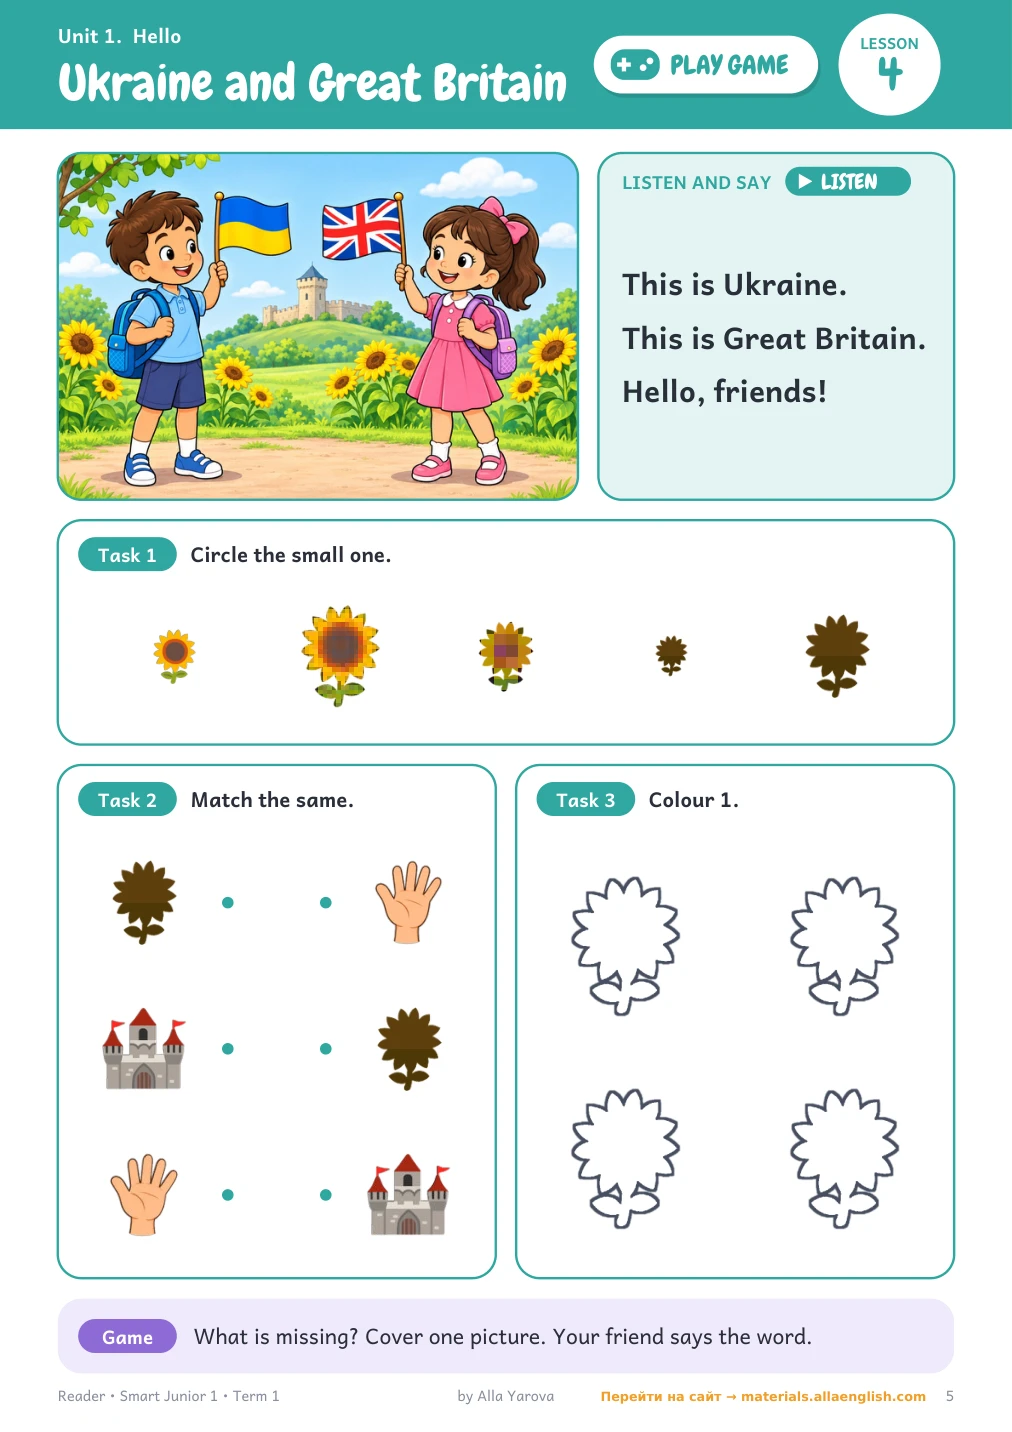 Unit 1. Hello
Ukraine and Great Britain
PLAY GAME
LESSON
4
LISTEN AND SAY
LISTEN
This is Ukraine.
This is Great Britain.
Hello, friends!
Task 1
Circle the small one.
Task 2
Match the same.
Task 3
Colour 1.
Game
What is missing? Cover one picture. Your friend says the word.
Reader • Smart Junior 1 • Term 1
by Alla Yarova
Перейти на сайт → materials.allaenglish.com
5